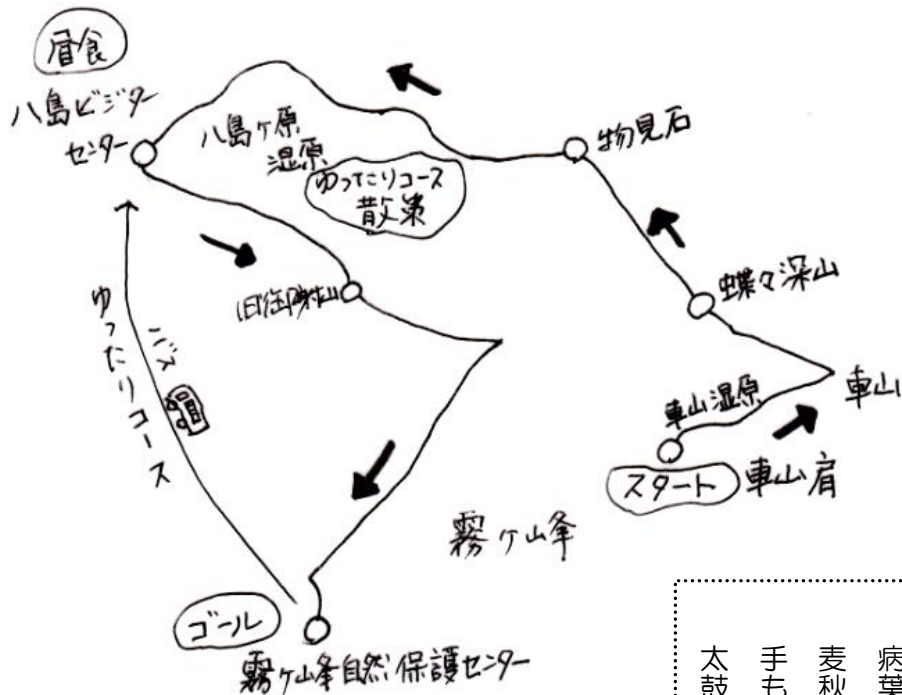 昼食
八島ビジター
センター
八島ヶ原
湿原
ゆったりコース
散策
物見石
蝶々深山
車山
車山湿原
スタート 車山肩
旧御射山
バス
ゆったりコース
霧ヶ峰
ゴール
霧ヶ峰自然保護センター
病葉
麦秋
手も
太鼓